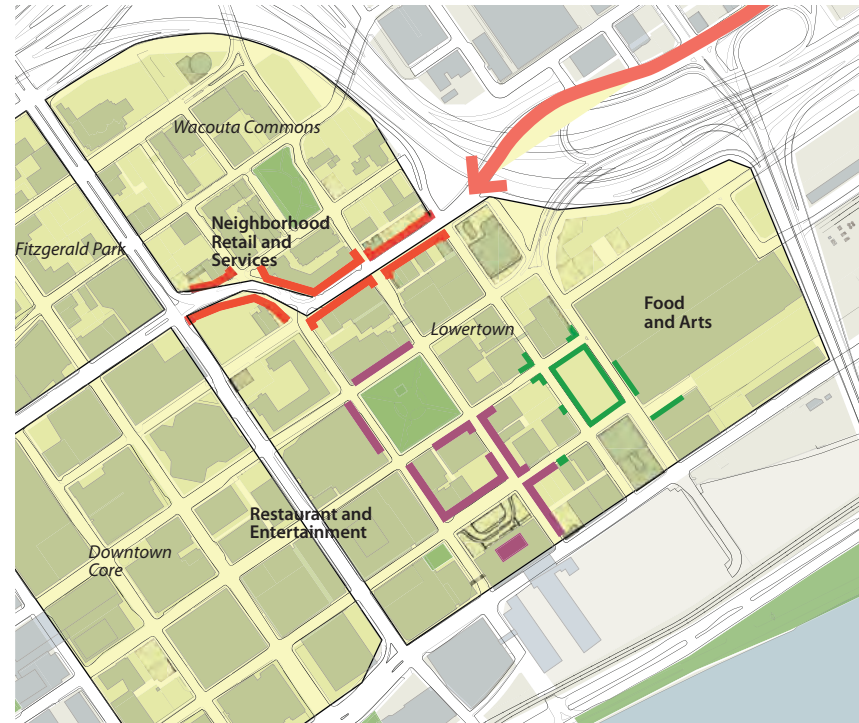 Wacouta Commons
Neighborhood
Retail and
Services
Fitzgerald Park
Food
and Arts
Lowertown
Restaurant and
Entertainment
Downtown
Core